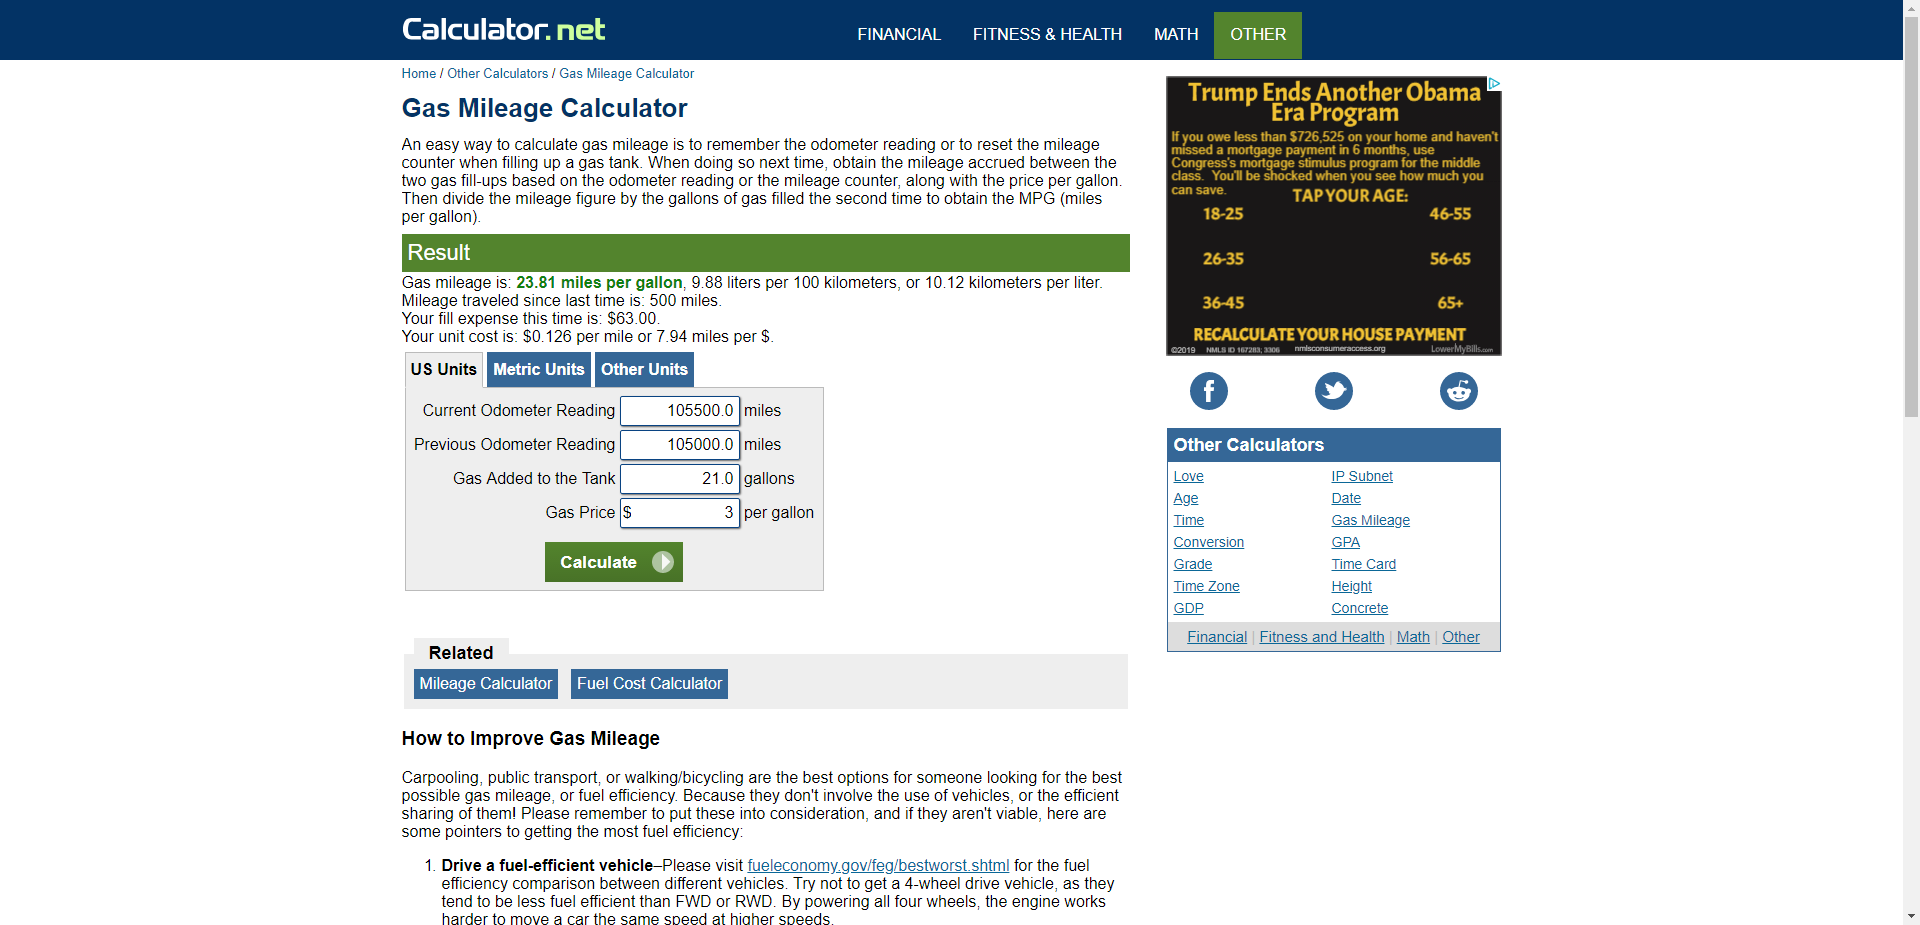 Calculator.net
FINANCIAL FITNESS & HEALTH MATH OTHER
Home / Other Calculators / Gas Mileage Calculator
Gas Mileage Calculator
An easy way to calculate gas mileage is to remember the odometer reading or to reset the mileage
counter when filling up a gas tank. When doing so next time, obtain the mileage accrued between the
two gas fill-ups based on the odometer reading or the mileage counter, along with the price per gallon.
Then divide the mileage figure by the gallons of gas filled the second time to obtain the MPG (miles
per gallon).
Result
Gas mileage is: 23.81 miles per gallon, 9.88 liters per 100 kilometers, or 10.12 kilometers per liter.
Mileage traveled since last time is: 500 miles.
Your fill expense this time is: $63.00.
Your unit cost is: $0.126 per mile or 7.94 miles per $.
US Units Metric Units Other Units
Current Odometer Reading 105500.0 miles
Previous Odometer Reading 105000.0 miles
Gas Added to the Tank 21.0 gallons
Gas Price $ 3 per gallon
Calculate
Related
Mileage Calculator Fuel Cost Calculator
How to Improve Gas Mileage
Carpooling, public transport, or walking/bicycling are the best options for someone looking for the best
possible gas mileage, or fuel efficiency. Because they don't involve the use of vehicles, or the efficient
sharing of them! Please remember to put these into consideration, and if they aren't viable, here are
some pointers to getting the most fuel efficiency:
1. Drive a fuel-efficient vehicle–Please visit fueleconomy.gov/feg/bestworst.shtml for the fuel
efficiency comparison between different vehicles. Try not to get a 4-wheel drive vehicle, as they
tend to be less fuel efficient than FWD or RWD. By powering all four wheels, the engine works
harder to move a car the same speed at higher speeds.
Trump Ends Another Obama
Era Program
If you owe less than $726,525 on your home and haven't
missed a mortgage payment in 6 months, use
Congress's mortgage stimulus program for the middle
class. You'll be shocked when you see how much you
can save.
TAP YOUR AGE:
18-25 46-55
26-35 56-65
36-45 65+
RECALCULATE YOUR HOUSE PAYMENT
©2019 NMLS ID 167283; 3306 nmlsconsumeraccess.org LowerMyBills.com
Other Calculators
Love IP Subnet
Age Date
Time Gas Mileage
Conversion GPA
Grade Time Card
Time Zone Height
GDP Concrete
Financial | Fitness and Health | Math | Other